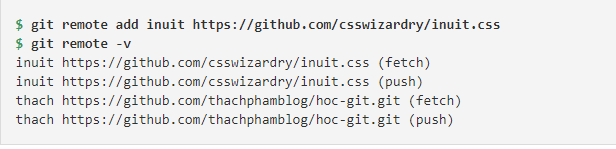 $ git remote add inuit https://github.com/csswizardry/inuit.css
$ git remote -v
inuit https://github.com/csswizardry/inuit.css (fetch)
inuit https://github.com/csswizardry/inuit.css (push)
thach https://github.com/thachphamblog/hoc-git.git (fetch)
thach https://github.com/thachphamblog/hoc-git.git (push)